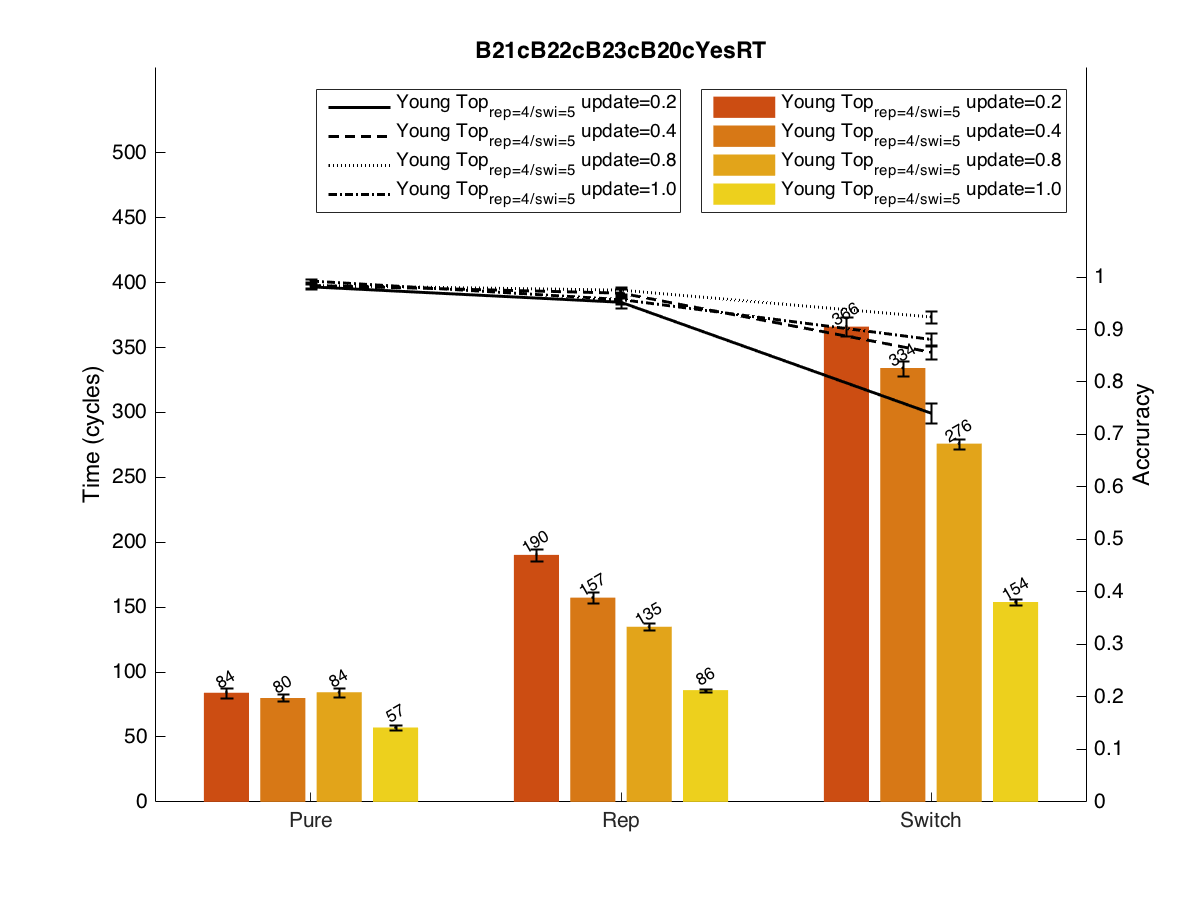 B21cB22cB23cB20cYesRT
Young Top rep=4/swi=5 update=0.2
Young Top rep=4/swi=5 update=0.4
Young Top rep=4/swi=5 update=0.8
Young Top rep=4/swi=5 update=1.0
Young Top rep=4/swi=5 update=0.2
Young Top rep=4/swi=5 update=0.4
Young Top rep=4/swi=5 update=0.8
Young Top rep=4/swi=5 update=1.0
Time (cycles)
500
450
400
350
300
250
200
150
100
50
0
84
80
84
57
190
157
135
86
366
334
276
154
Pure
Rep
Switch
1
0.9
0.8
0.7
0.6
0.5
0.4
0.3
0.2
0.1
0
Accruracy